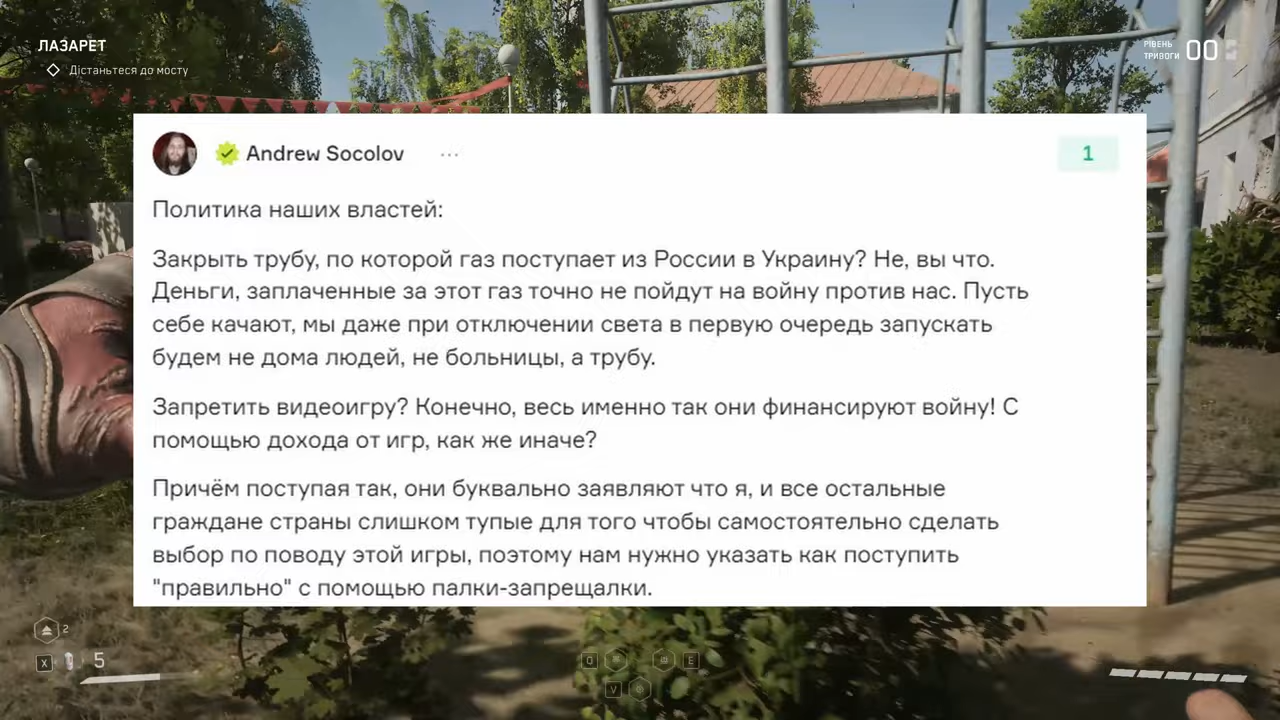 ЛАЗАРЕТ
Дістаньтеся до мосту
РІВЕНЬ
ТРИВОГИ
00
Andrew Socolov ...
1
Политика наших властей:
Закрыть трубу, по которой газ поступает из России в Украину? Не, вы что.
Деньги, заплаченные за этот газ точно не пойдут на войну против нас. Пусть
себе качают, мы даже при отключении света в первую очередь запускать
будем не дома людей, не больницы, а трубу.
Запретить видеоигру? Конечно, весь именно так они финансируют войну! С
помощью дохода от игр, как же иначе?
Причём поступая так, они буквально заявляют что я, и все остальные
граждане страны слишком тупые для того чтобы самостоятельно сделать
выбор по поводу этой игры, поэтому нам нужно указать как поступить
"правильно" с помощью палки-запрещалки.
2
X 5
Q E
V